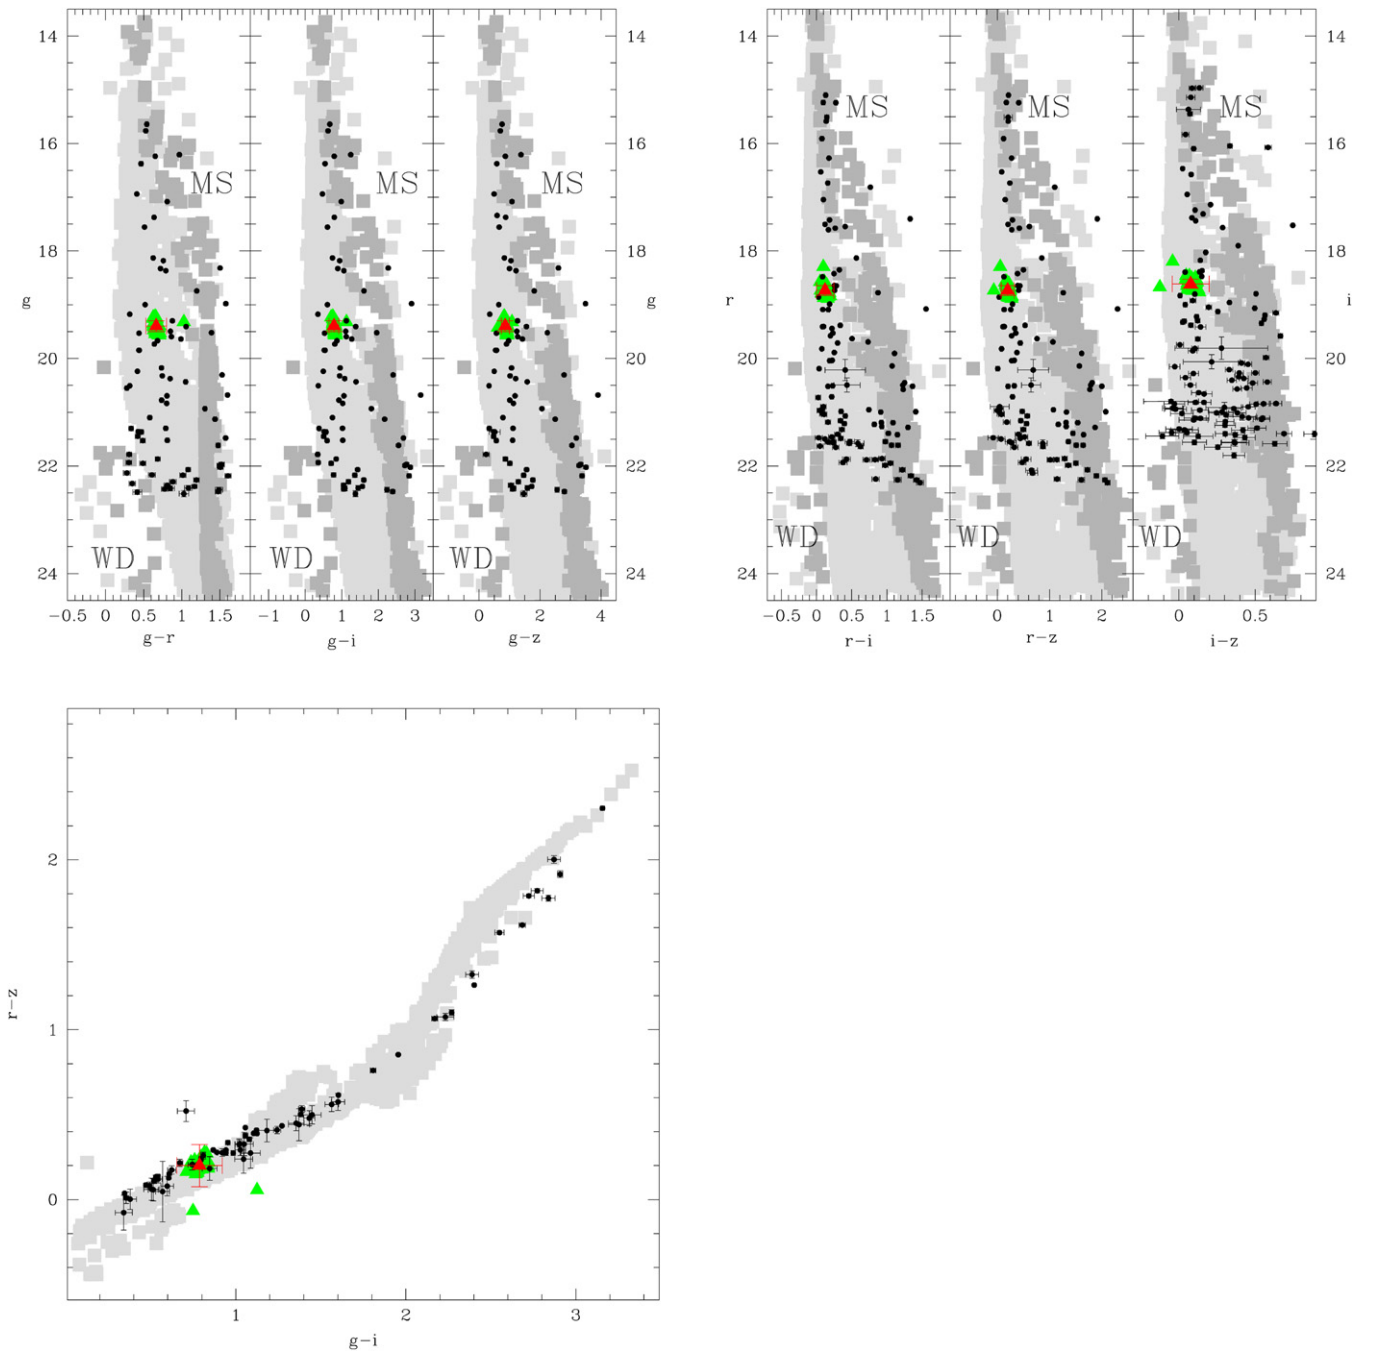 14 14 14 14
16 16 16 16
MS MS MS MS MS MS
18 18 18 18
g g r i
20 20 20 20
22 22 22 22
WD WD WD WD WD WD
24 24 24 24
−0.5 0 0.5 1 1.5 −1 0 1 2 3 0 2 4 −0.5 0 0.5 1 1.5 0 1 2 0 0.5
g−r g−i g−z r−i r−z i−z
2
r−z
1
0
1 2 3
g−i